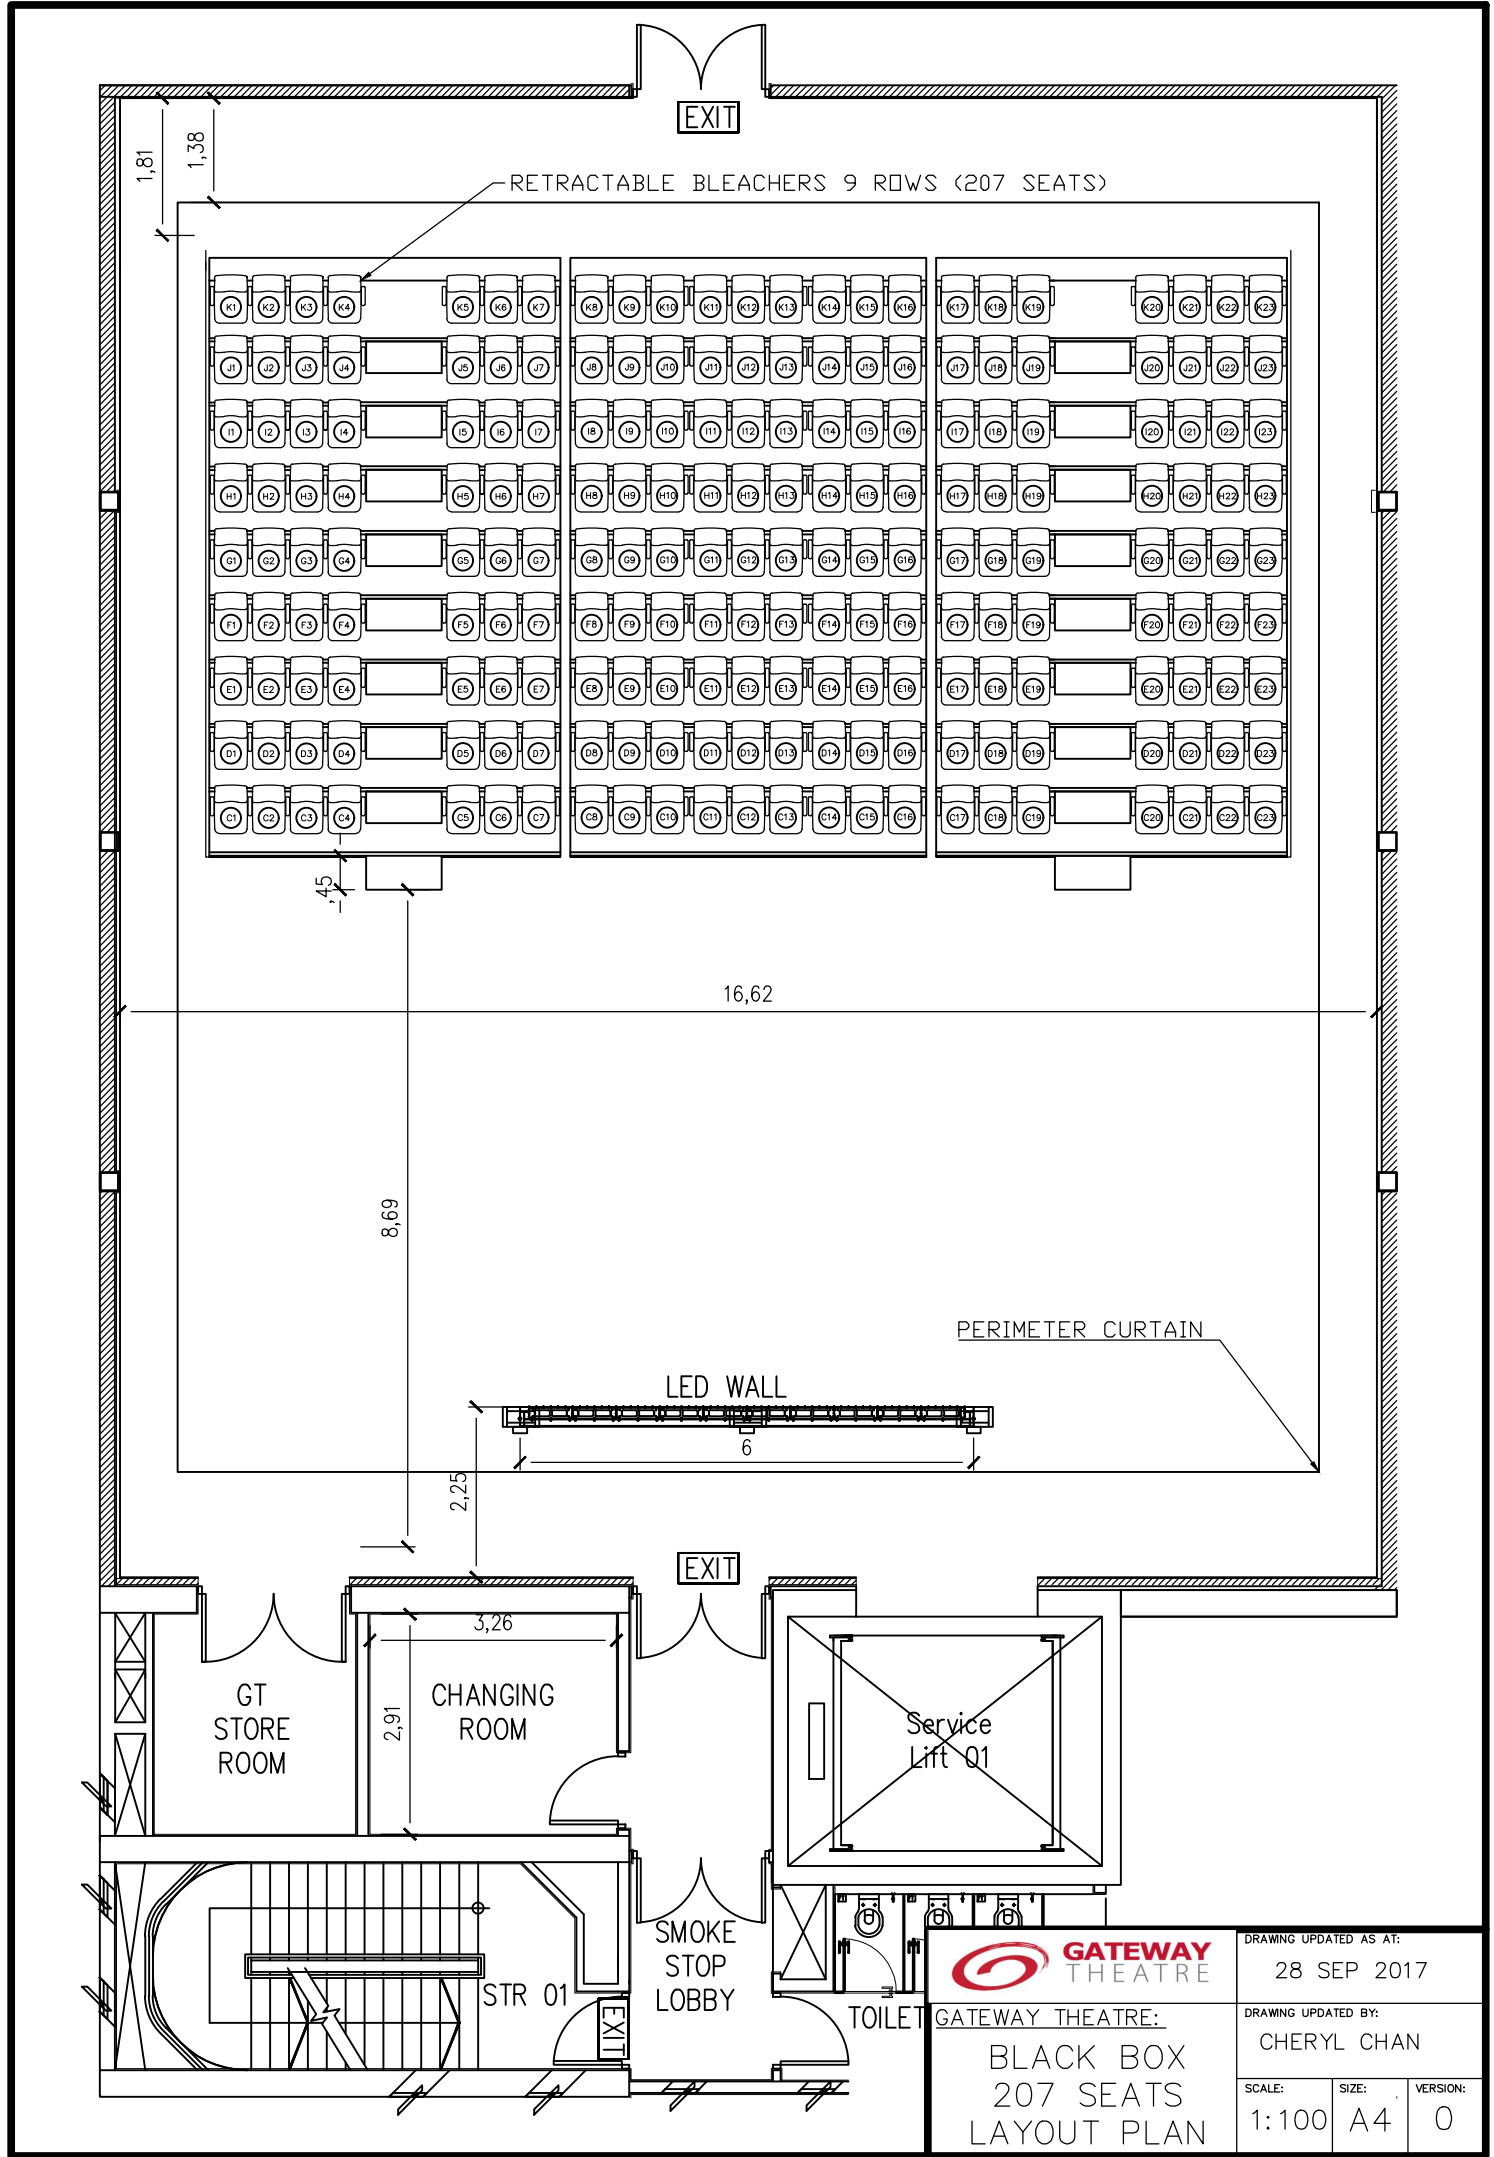 EXIT
1,81
1,38
RETRACTABLE BLEACHERS 9 ROWS (207 SEATS)
K1 K2 K3 K4 K5 K6 K7 K8 K9 K10 K11 K12 K13 K14 K15 K16 K17 K18 K19 K20 K21 K22 K23
J1 J2 J3 J4 J5 J6 J7 J8 J9 J10 J11 J12 J13 J14 J15 J16 J17 J18 J19 J20 J21 J22 J23
I1 I2 I3 I4 I5 I6 I7 I8 I9 I10 I11 I12 I13 I14 I15 I16 I17 I18 I19 I20 I21 I22 I23
H1 H2 H3 H4 H5 H6 H7 H8 H9 H10 H11 H12 H13 H14 H15 H16 H17 H18 H19 H20 H21 H22 H23
G1 G2 G3 G4 G5 G6 G7 G8 G9 G10 G11 G12 G13 G14 G15 G16 G17 G18 G19 G20 G21 G22 G23
F1 F2 F3 F4 F5 F6 F7 F8 F9 F10 F11 F12 F13 F14 F15 F16 F17 F18 F19 F20 F21 F22 F23
E1 E2 E3 E4 E5 E6 E7 E8 E9 E10 E11 E12 E13 E14 E15 E16 E17 E18 E19 E20 E21 E22 E23
D1 D2 D3 D4 D5 D6 D7 D8 D9 D10 D11 D12 D13 D14 D15 D16 D17 D18 D19 D20 D21 D22 D23
C1 C2 C3 C4 C5 C6 C7 C8 C9 C10 C11 C12 C13 C14 C15 C16 C17 C18 C19 C20 C21 C22 C23
,45
16,62
8,69
PERIMETER CURTAIN
LED WALL
6
2,25
EXIT
3,26
2,91
GT
STORE
ROOM
CHANGING
ROOM
Service
Lift 01
SMOKE
STOP
LOBBY
STR 01
EXIT
TOILET
GATEWAY
THEATRE
GATEWAY THEATRE:
BLACK BOX
207 SEATS
LAYOUT PLAN
DRAWING UPDATED AS AT:
28 SEP 2017
DRAWING UPDATED BY:
CHERYL CHAN
SCALE:
1:100
SIZE:
A4
VERSION:
0